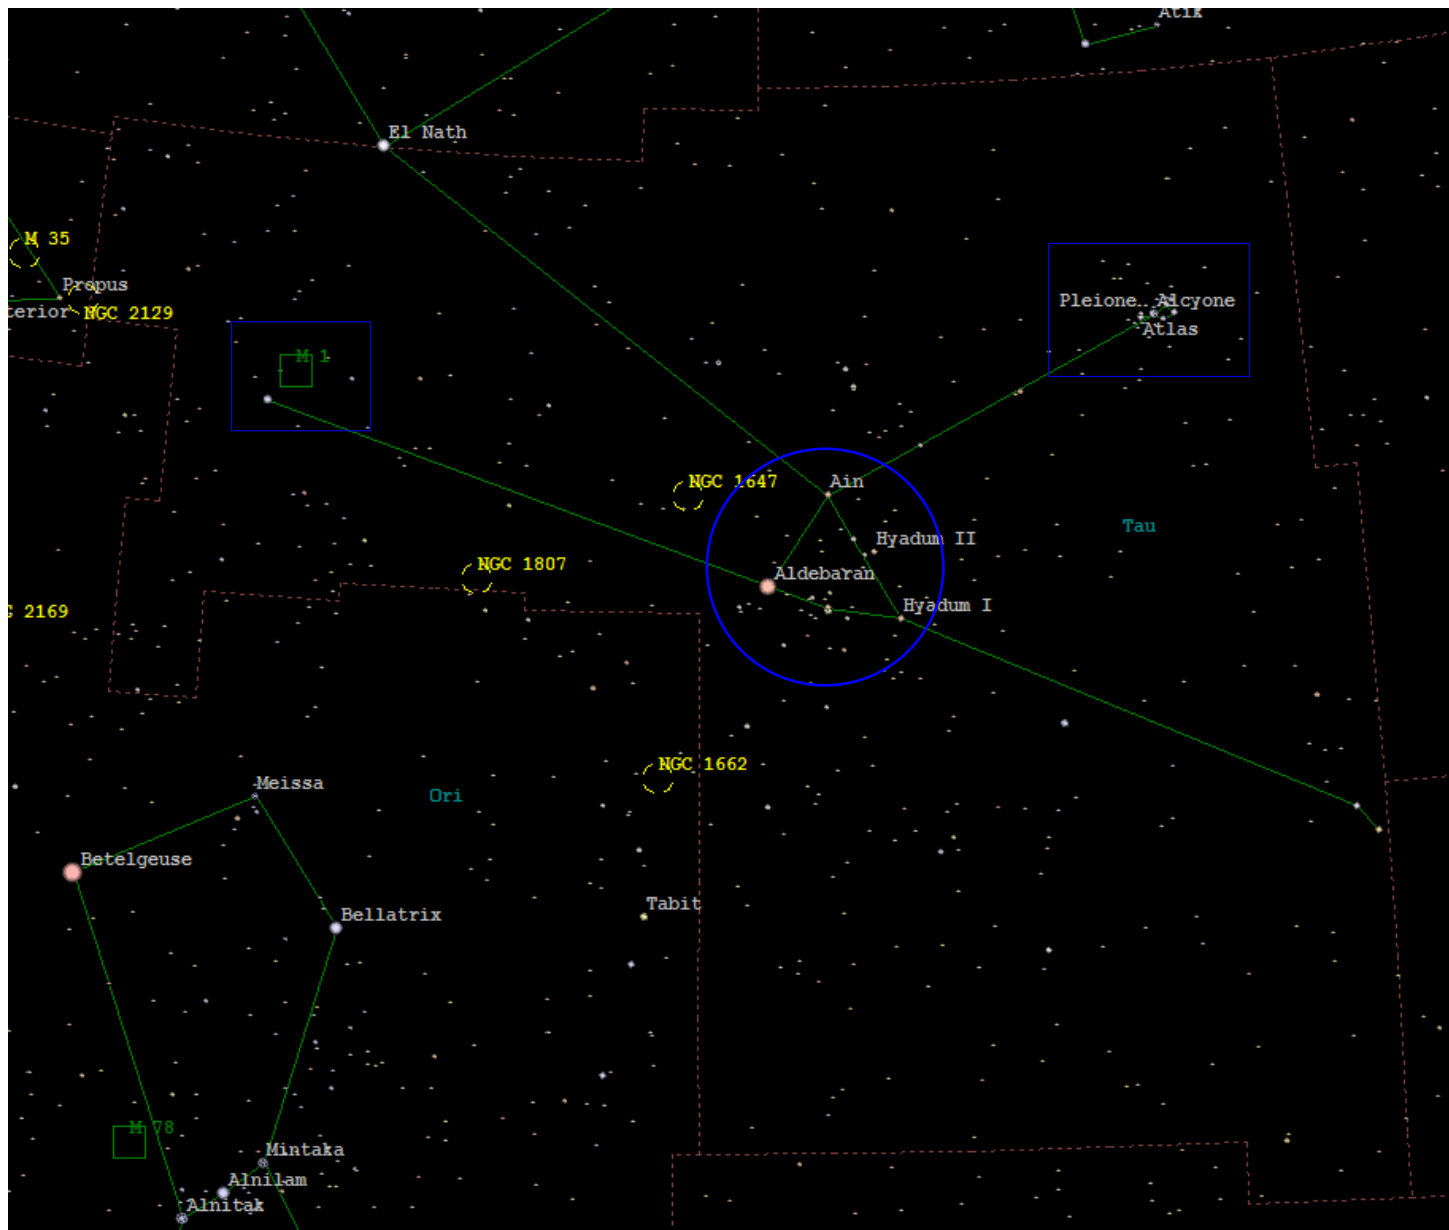 Atik
El Nath
M 35
Propus
terior
NGC 2129
Pleione
Alcyone
Atlas
M 1
NGC 1647
Ain
Tau
Hyadum II
NGC 1807
Aldebaran
Hyadum I
G 2169
NGC 1662
Meissa
Ori
Betelgeuse
Tabit
Bellatrix
M 78
Mintaka
Alnilam
Alnitak